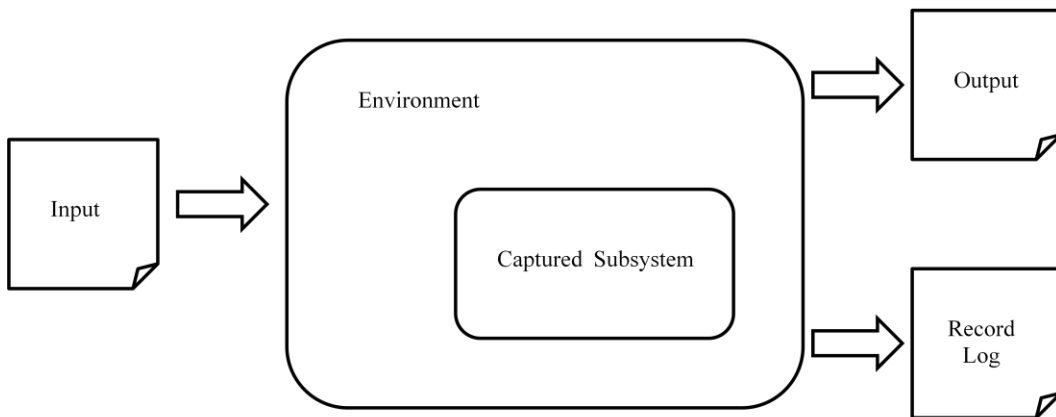 Environment
Output
Input
Captured Subsystem
Record
Log